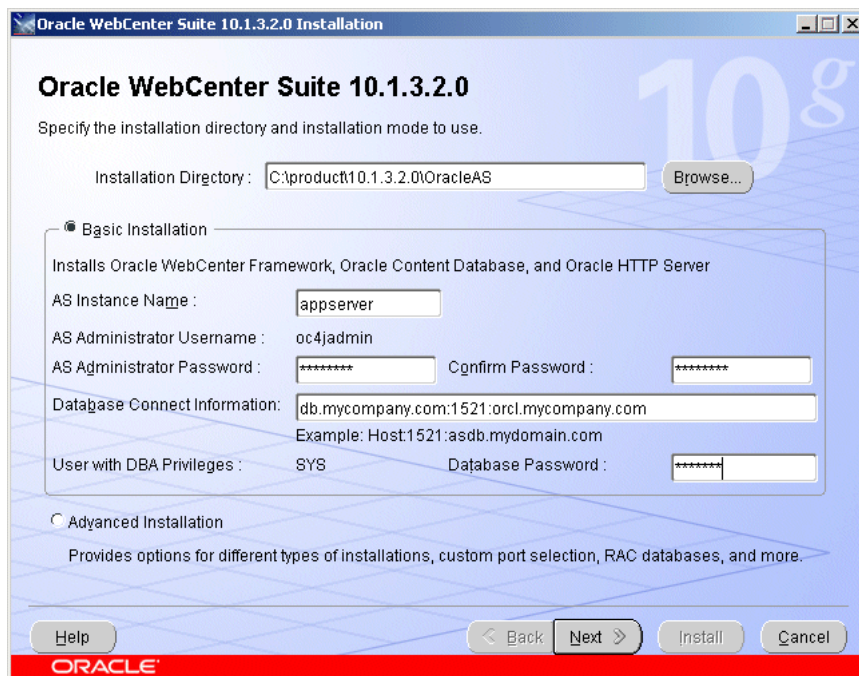 Oracle WebCenter Suite 10.1.3.2.0 Installation
10g
Oracle WebCenter Suite 10.1.3.2.0
Specify the installation directory and installation mode to use.
Installation Directory : C:\product\10.1.3.2.0\OracleAS Browse...
Basic Installation
Installs Oracle WebCenter Framework, Oracle Content Database, and Oracle HTTP Server
AS Instance Name : appserver
AS Administrator Username : oc4jadmin
AS Administrator Password : ******** Confirm Password : ********
Database Connect Information: db.mycompany.com:1521:orcl.mycompany.com
Example: Host:1521:asdb.mydomain.com
User with DBA Privileges : SYS Database Password : *******
Advanced Installation
Provides options for different types of installations, custom port selection, RAC databases, and more.
Help Back Next Install Cancel
ORACLE